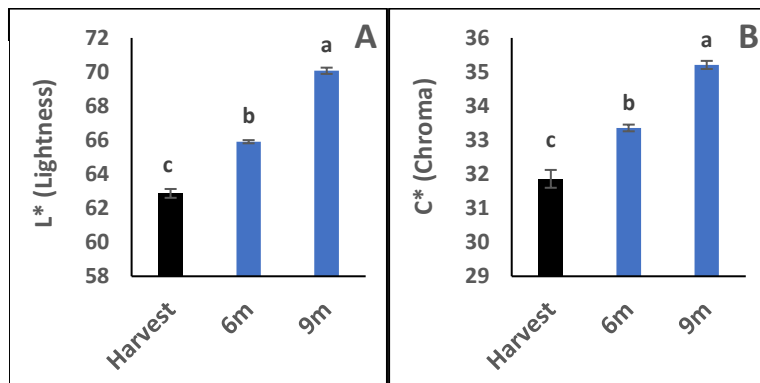 A
L* (Lightness)
72
70
68
66
64
62
60
58
c
b
a
Harvest
6m
9m
B
C* (Chroma)
36
35
34
33
32
31
30
29
c
b
a
Harvest
6m
9m